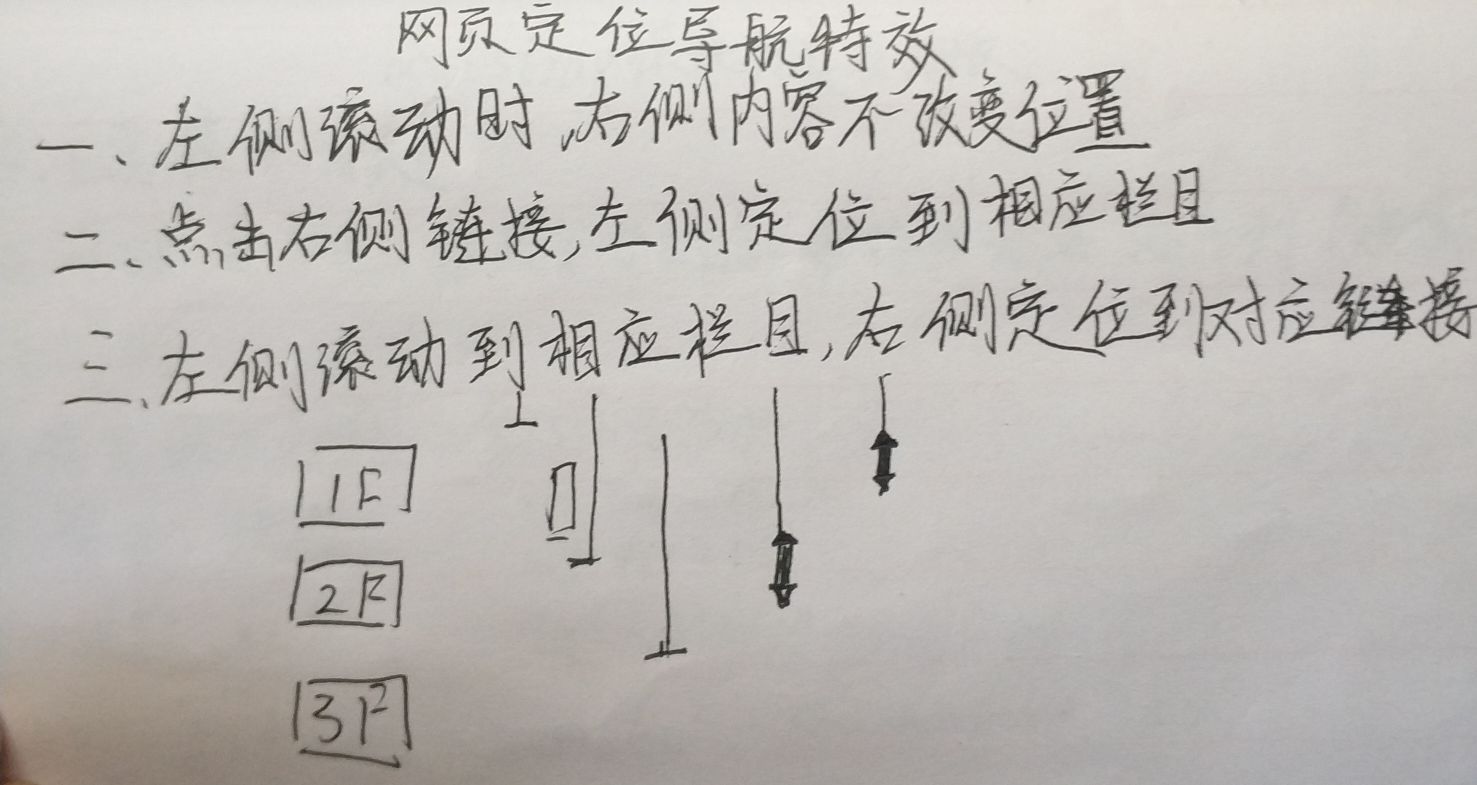 网页定位导航特效
一、左侧滚动时,右侧内容不改变位置
二、点击右侧链接,左侧定位到相应栏目
三、左侧滚动到相应栏目,右侧定位到对应链接
1F
2F
3F